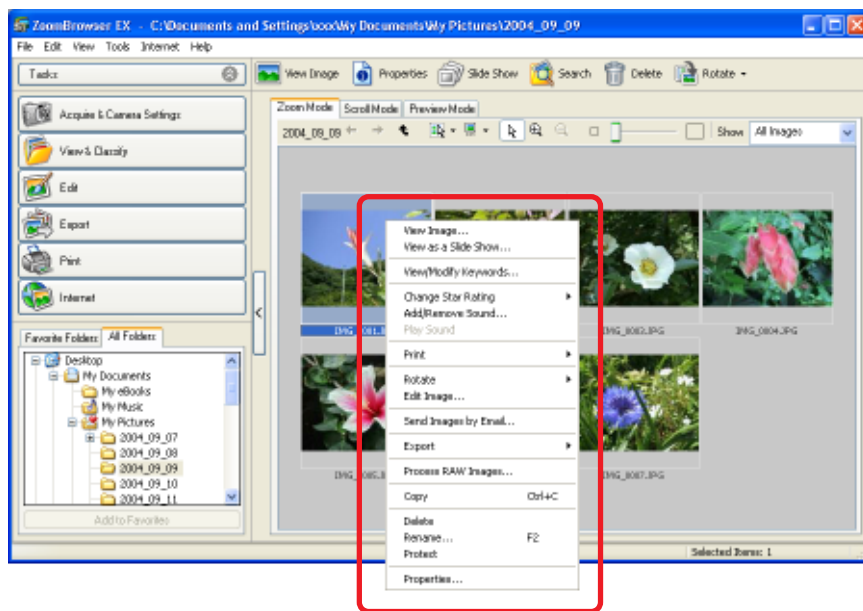 ZoomBrowser EX - C:\Documents and Settings\xxx\My Documents\My Pictures\2004_09_09
File Edit View Tools Internet Help
Tasks
View Image Properties Slide Show Search Delete Rotate
Acquire & Camera Settings
View & Classify
Edit
Export
Print
Internet
Zoom Mode Scroll Mode Preview Mode
2004_09_09
Show All Images
IMG_0003.JPG
IMG_0004.JPG
IMG_0007.JPG
View Image...
View as a Slide Show...
View/Modify Keywords...
Change Star Rating
Add/Remove Sound...
Play Sound
Print
Rotate
Edit Image...
Send Images by Email...
Export
Process RAW Images...
Copy Ctrl+C
Delete
Rename... F2
Protect
Properties...
Favorite Folders All Folders
Desktop
My Documents
My eBooks
My Music
My Pictures
2004_09_07
2004_09_08
2004_09_09
2004_09_10
2004_09_11
Add to Favorites
Selected Items: 1